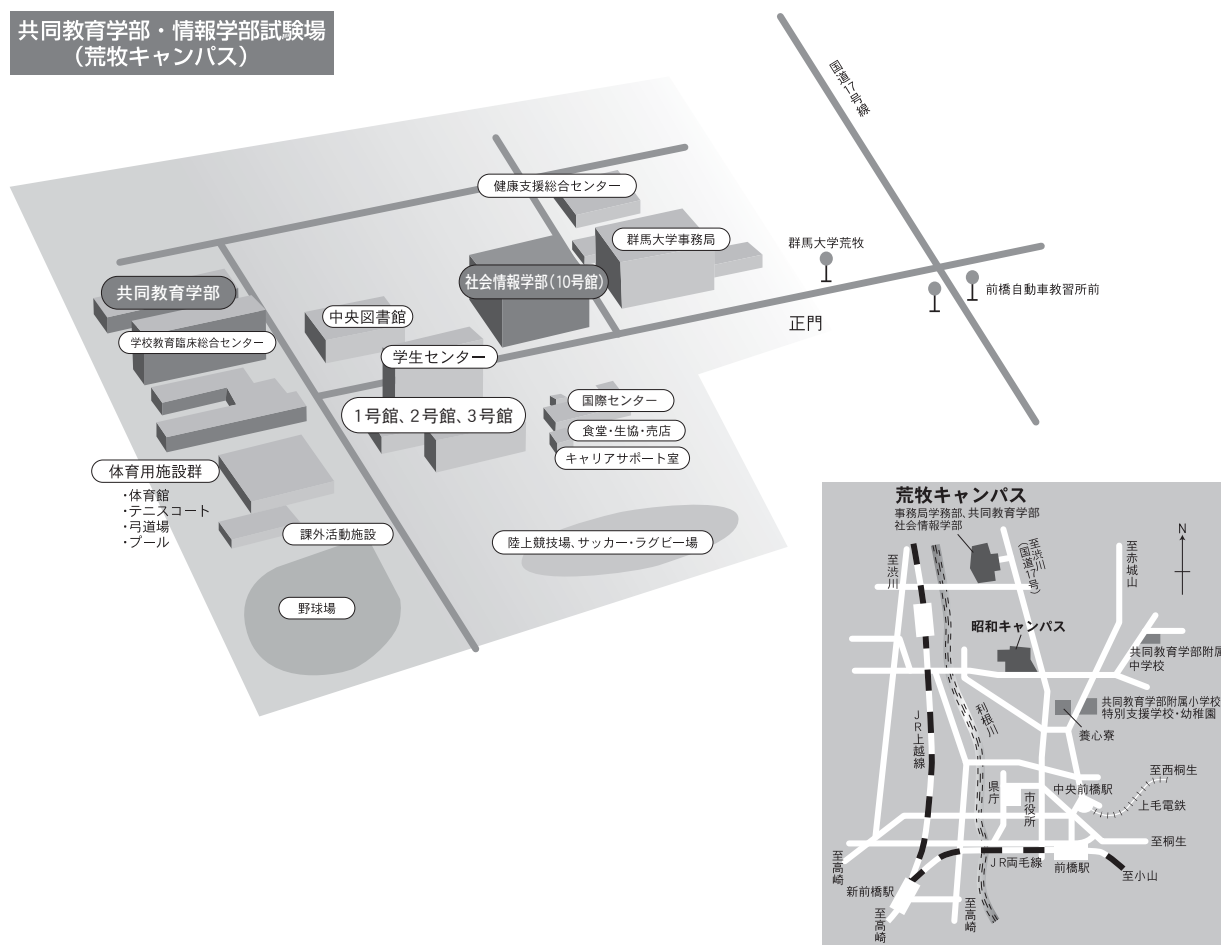 共同教育学部・情報学部試験場
（荒牧キャンパス）
国道17号線
健康支援総合センター
群馬大学事務局
群馬大学荒牧
社会情報学部(10号館)
前橋自動車教習所前
正門
共同教育学部
中央図書館
学校教育臨床総合センター
学生センター
1号館、2号館、3号館
国際センター
食堂・生協・売店
キャリアサポート室
体育用施設群
・体育館
・テニスコート
・弓道場
・プール
課外活動施設
陸上競技場、サッカー・ラグビー場
野球場
荒牧キャンパス
事務局学務部、共同教育学部
社会情報学部
N
至渋川
至渋川
（国道17号）
至赤城山
昭和キャンパス
共同教育学部附属
中学校
共同教育学部附属小学校
特別支援学校・幼稚園
養心寮
利根川
JR上越線
至西桐生
中央前橋駅
上毛電鉄
県庁
市役所
至桐生
JR両毛線
前橋駅
至小山
至高崎
新前橋駅
至高崎
至高崎